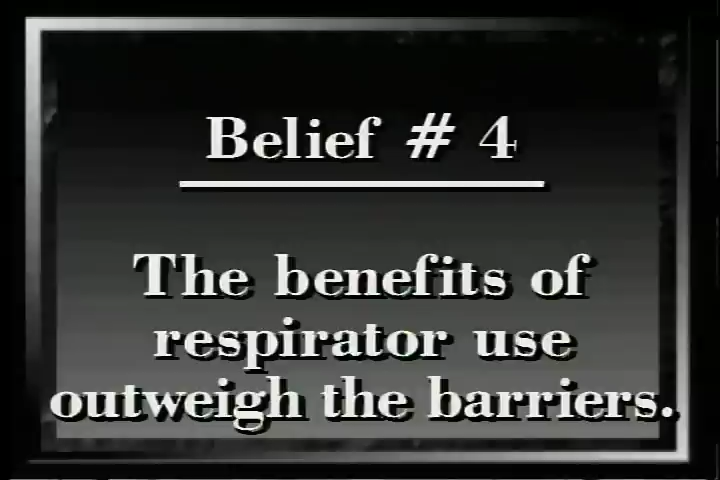 Belief # 4
The benefits of
respirator use
outweigh the barriers.